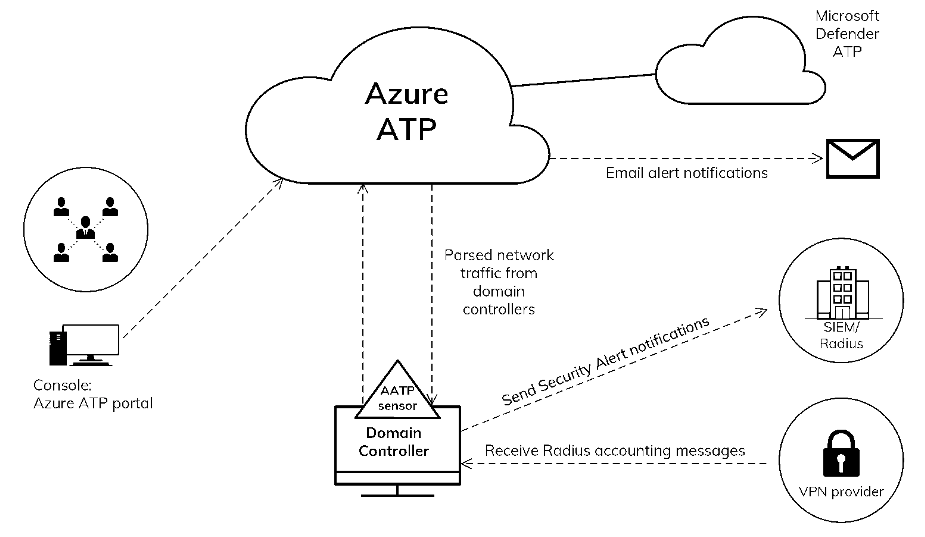 Microsoft
Defender
ATP
Azure
ATP
Email alert notifications
Parsed network
traffic from
domain
controllers
Console:
Azure ATP portal
Send Security Alert notifications
SIEM/
Radius
AATP
sensor
Domain
Controller
Receive Radius accounting messages
VPN provider